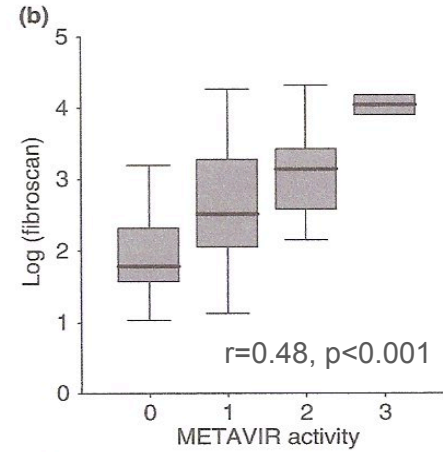 (b)
5
4
3
2
1
0
Log (fibroscan)
r=0.48, p<0.001
0 1 2 3
METAVIR activity